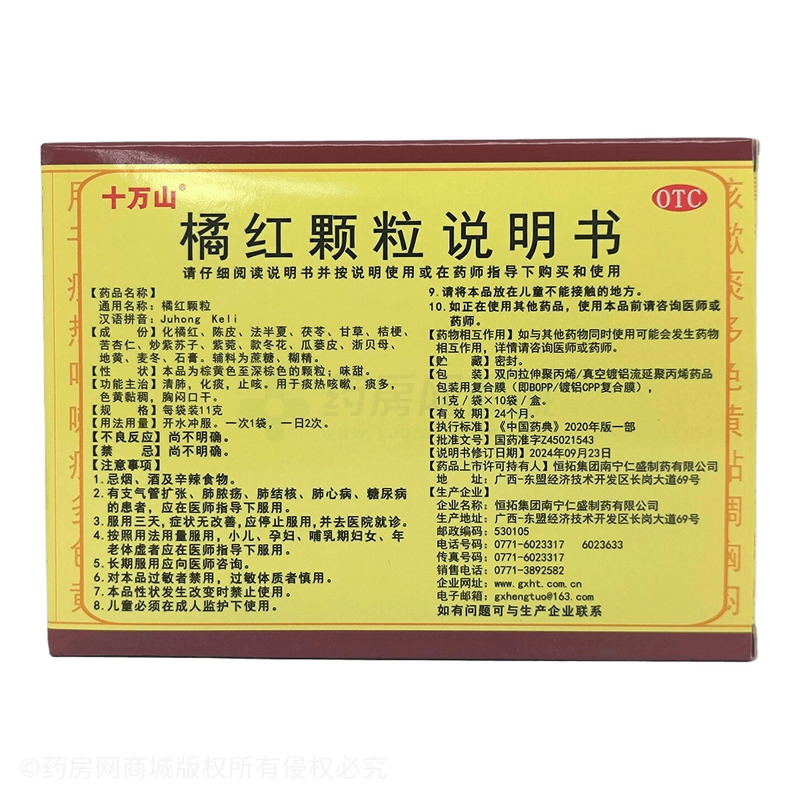 十万山®
OTC
橘红颗粒说明书
请仔细阅读说明书并按说明使用或在药师指导下购买和使用
【药品名称】
通用名称：橘红颗粒
汉语拼音：Juhong Keli
【成　　份】化橘红、陈皮、法半夏、茯苓、甘草、桔梗、
苦杏仁、炒紫苏子、紫菀、款冬花、瓜蒌皮、浙贝母、
地黄、麦冬、石膏。辅料为蔗糖、糊精。
【性　　状】本品为棕黄色至深棕色的颗粒；味甜。
【功能主治】清肺，化痰，止咳。用于痰热咳嗽，痰多，
色黄黏稠，胸闷口干。
【规　　格】每袋装11克
【用法用量】开水冲服。一次1袋，一日2次。
【不良反应】尚不明确。
【禁　　忌】尚不明确。
【注意事项】
1.忌烟、酒及辛辣食物。
2.有支气管扩张、肺脓疡、肺结核、肺心病、糖尿病
的患者，应在医师指导下服用。
3.服用三天，症状无改善，应停止服用，并去医院就诊。
4.按照用法用量服用，小儿、孕妇、哺乳期妇女、年
老体虚者应在医师指导下服用。
5.长期服用应向医师咨询。
6.对本品过敏者禁用，过敏体质者慎用。
7.本品性状发生改变时禁止使用。
8.儿童必须在成人监护下使用。
9.请将本品放在儿童不能接触的地方。
10.如正在使用其他药品，使用本品前请咨询医师或
药师。
【药物相互作用】如与其他药物同时使用可能会发生药物
相互作用，详情请咨询医师或药师。
【贮　　藏】密封。
【包　　装】双向拉伸聚丙烯/真空镀铝流延聚丙烯药品
包装用复合膜（即BOPP/镀铝CPP复合膜），
11克/袋×10袋/盒。
【有 效 期】24个月。
【执行标准】《中国药典》2020年版一部
【批准文号】国药准字Z45021543
【说明书修订日期】2024年09月23日
【药品上市许可持有人】恒拓集团南宁仁盛制药有限公司
地　　址：广西-东盟经济技术开发区长岗大道69号
【生产企业】
企业名称：恒拓集团南宁仁盛制药有限公司
生产地址：广西-东盟经济技术开发区长岗大道69号
邮政编码：530105
电话号码：0771-6023317　6023633
传真号码：0771-6023317
销售电话：0771-3892582
企业网址：www.gxht.com.cn
电子邮箱：gxhengtuo@163.com
如有问题可与生产企业联系
©药房网商城版权所有侵权必究